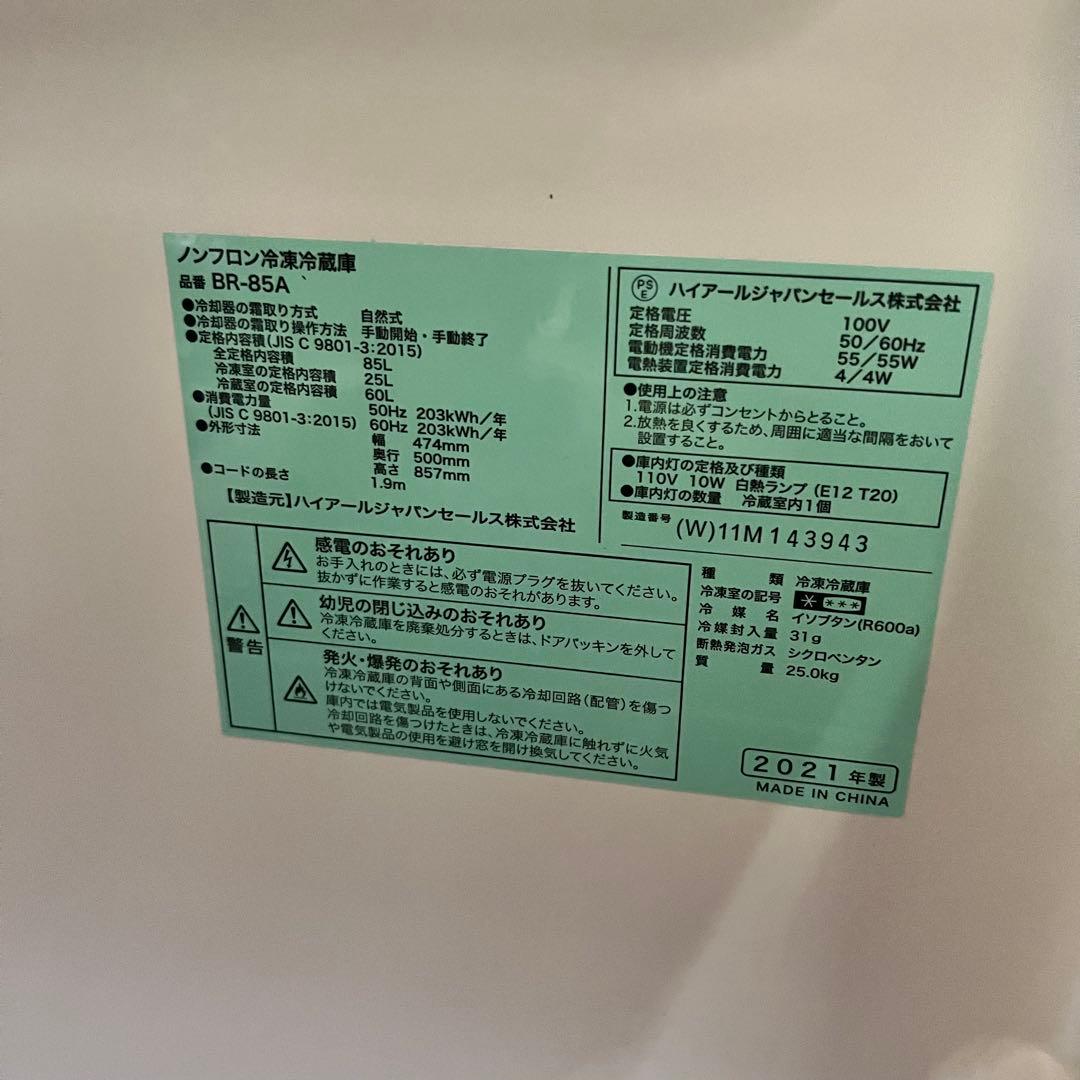 ノンフロン冷凍冷蔵庫
品番 BR-85A
●冷却器の霜取り方式 自然式
●冷却器の霜取り操作方法 手動開始・手動終了
●定格内容積(JIS C 9801-3:2015)
全定格内容積 85L
冷凍室の定格内容積 25L
冷蔵室の定格内容積 60L
●消費電力量 50Hz 203kWh/年
(JIS C 9801-3:2015) 60Hz 203kWh/年
●外形寸法 幅 474mm
奥行 500mm
高さ 857mm
●コードの長さ 1.9m
【製造元】ハイアールジャパンセールス株式会社
PS
E
ハイアールジャパンセールス株式会社
定格電圧 100V
定格周波数 50/60Hz
電動機定格消費電力 55/55W
電熱装置定格消費電力 4/4W
●使用上の注意
1.電源は必ずコンセントからとること。
2.放熱を良くするため、周囲に適当な間隔をおいて
設置すること。
●庫内灯の定格及び種類
110V 10W 白熱ランプ(E12 T20)
●庫内灯の数量 冷蔵室内1個
製造番号 (W)11M143943
警告
感電のおそれあり
お手入れのときには、必ず電源プラグを抜いてください。
抜かずに作業すると感電のおそれがあります。
幼児の閉じ込みのおそれあり
冷凍冷蔵庫を廃棄処分するときは、ドアパッキンを外して
ください。
発火・爆発のおそれあり
冷凍冷蔵庫の背面や側面にある冷却回路(配管)を傷つ
けないでください。
庫内では電気製品を使用しないでください。
冷却回路を傷つけたときは、冷凍冷蔵庫に触れずに火気
や電気製品の使用を避け窓を開け換気してください。
種類 冷凍冷蔵庫
冷凍室の記号 * ***
冷媒名 イソブタン(R600a)
冷媒封入量 31g
断熱発泡ガス シクロペンタン
質量 25.0kg
2021年製
MADE IN CHINA